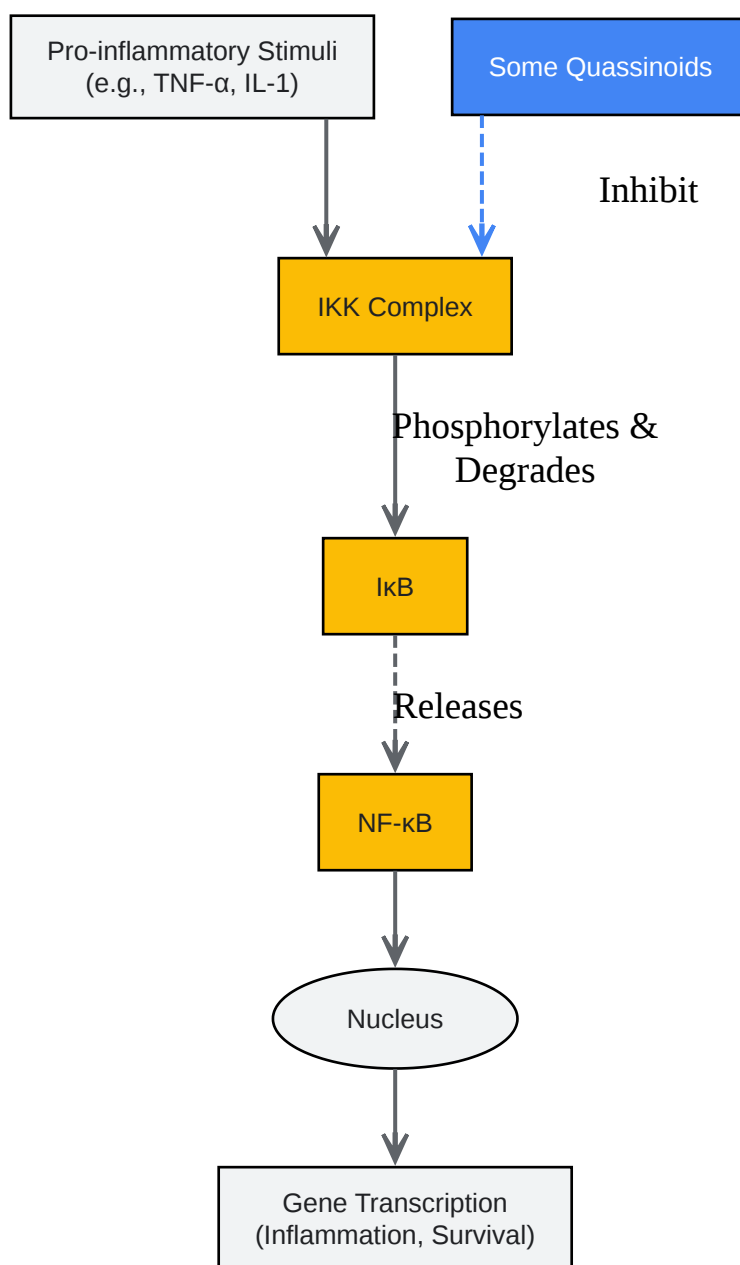 Pro-inflammatory Stimuli
(e.g., TNF-α, IL-1)
Some Quassinoids
Inhibit
IKK Complex
Phosphorylates &
Degrades
IκB
Releases
NF-κB
Nucleus
Gene Transcription
(Inflammation, Survival)